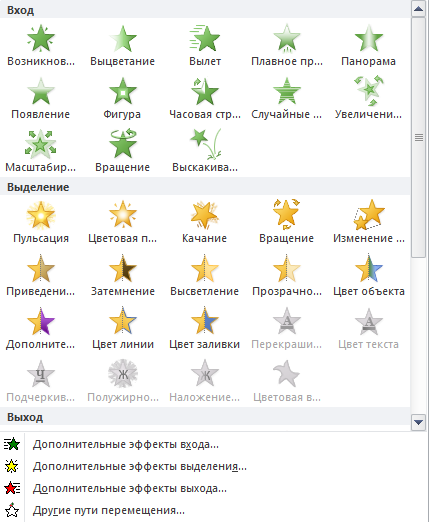 Вход
Возникнов... Выцветание Вылет Плавное пр... Панорама
Появление Фигура Часовая стр... Случайные ... Увеличени...
Масштабир... Вращение Выскакива...
Выделение
Пульсация Цветовая п... Качание Вращение Изменение ...
Приведени... Затемнение Высветление Прозрачно... Цвет объекта
Дополните... Цвет линии Цвет заливки Перекраши... Цвет текста
Подчеркив... Полужирно... Наложение... Цветовая в...
Выход
Дополнительные эффекты входа...
Дополнительные эффекты выделения...
Дополнительные эффекты выхода...
Другие пути перемещения...